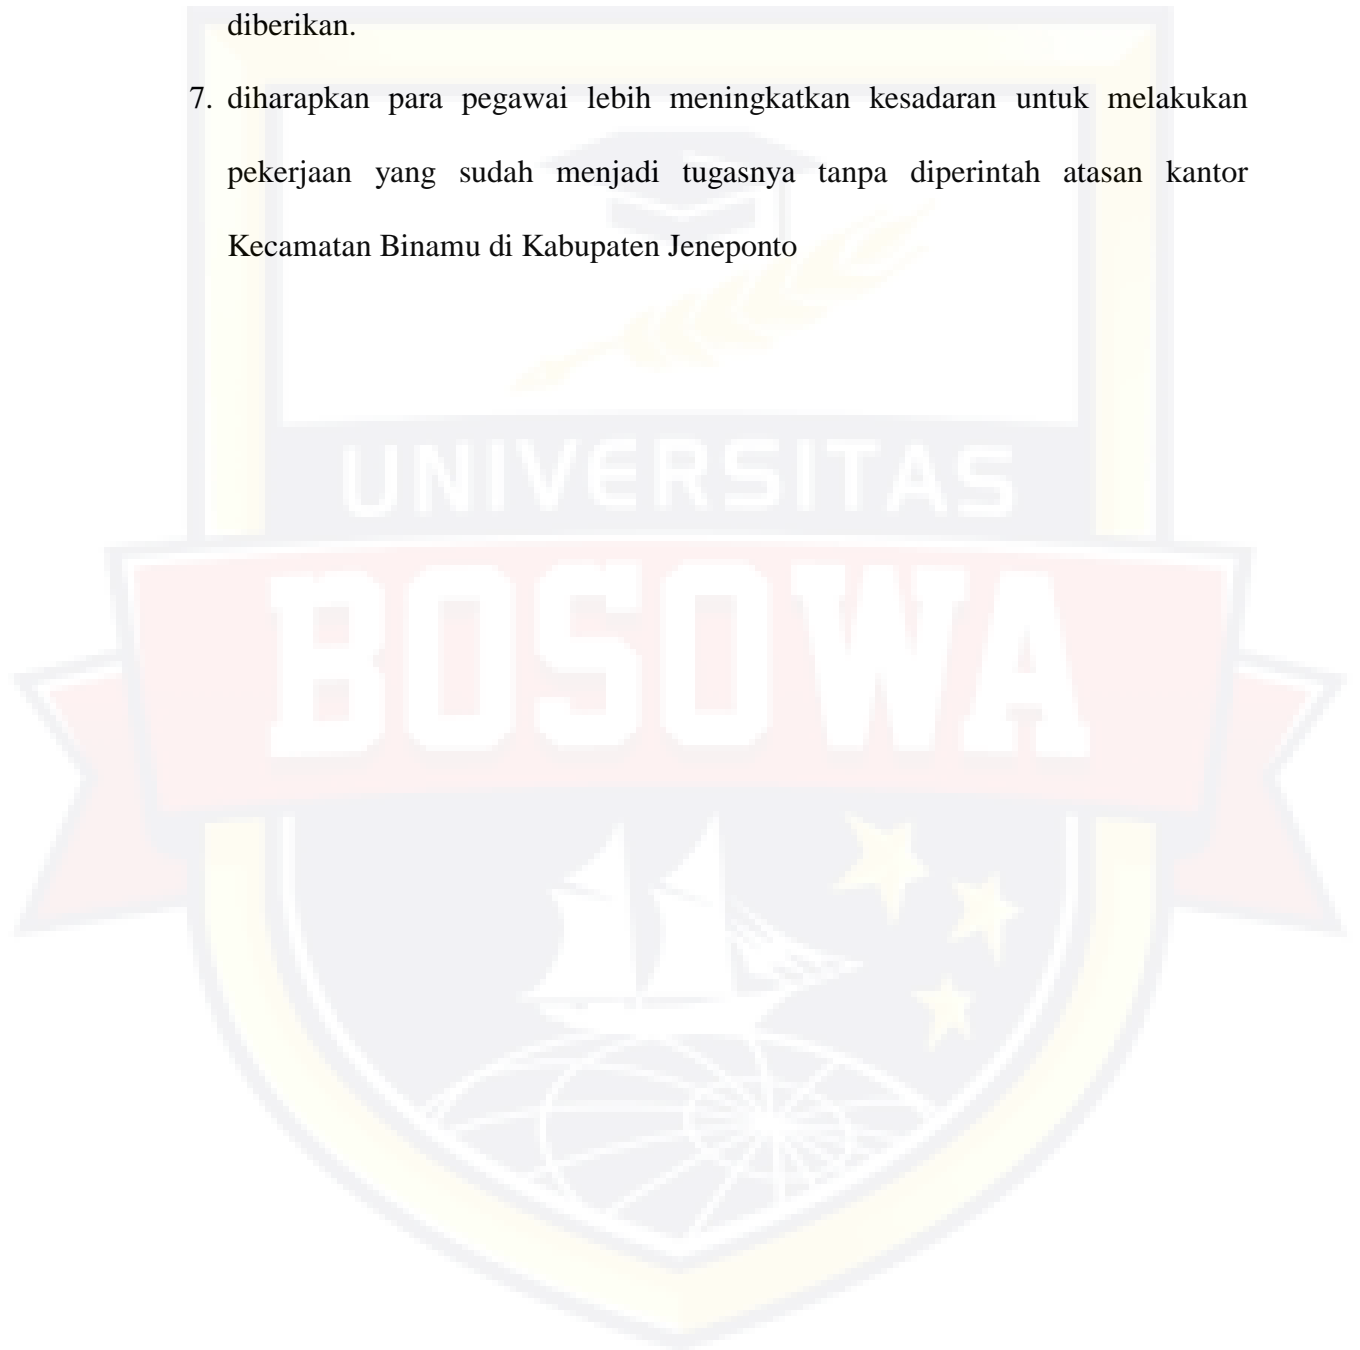 diberikan.
7. diharapkan para pegawai lebih meningkatkan kesadaran untuk melakukan
pekerjaan yang sudah menjadi tugasnya tanpa diperintah atasan kantor
Kecamatan Binamu di Kabupaten Jeneponto
UNIVERSITAS
BOSOWA